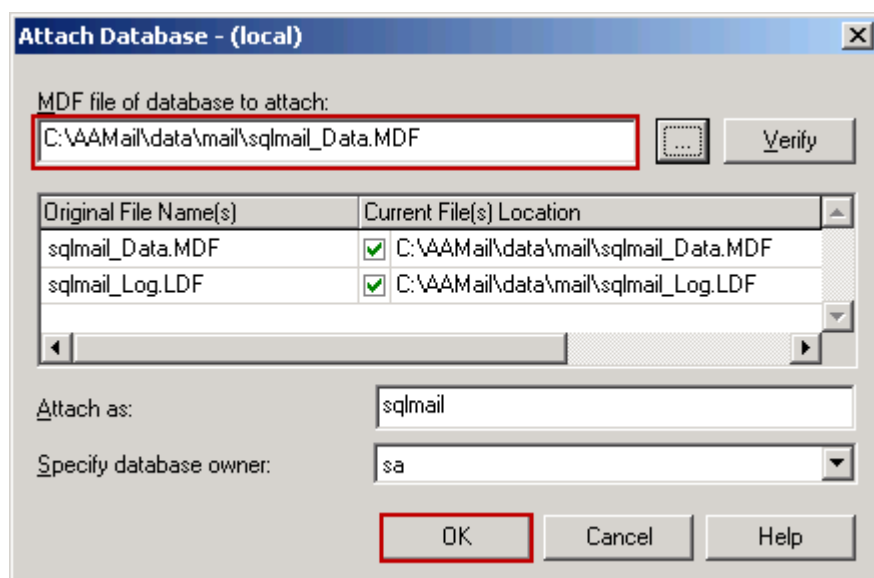 Attach Database - (local)
MDF file of database to attach:
C:\AAMail\data\mail\sqlmail_Data.MDF ... Verify
Original File Name(s) Current File(s) Location
sqlmail_Data.MDF C:\AAMail\data\mail\sqlmail_Data.MDF
sqlmail_Log.LDF C:\AAMail\data\mail\sqlmail_Log.LDF
Attach as: sqlmail
Specify database owner: sa
OK Cancel Help